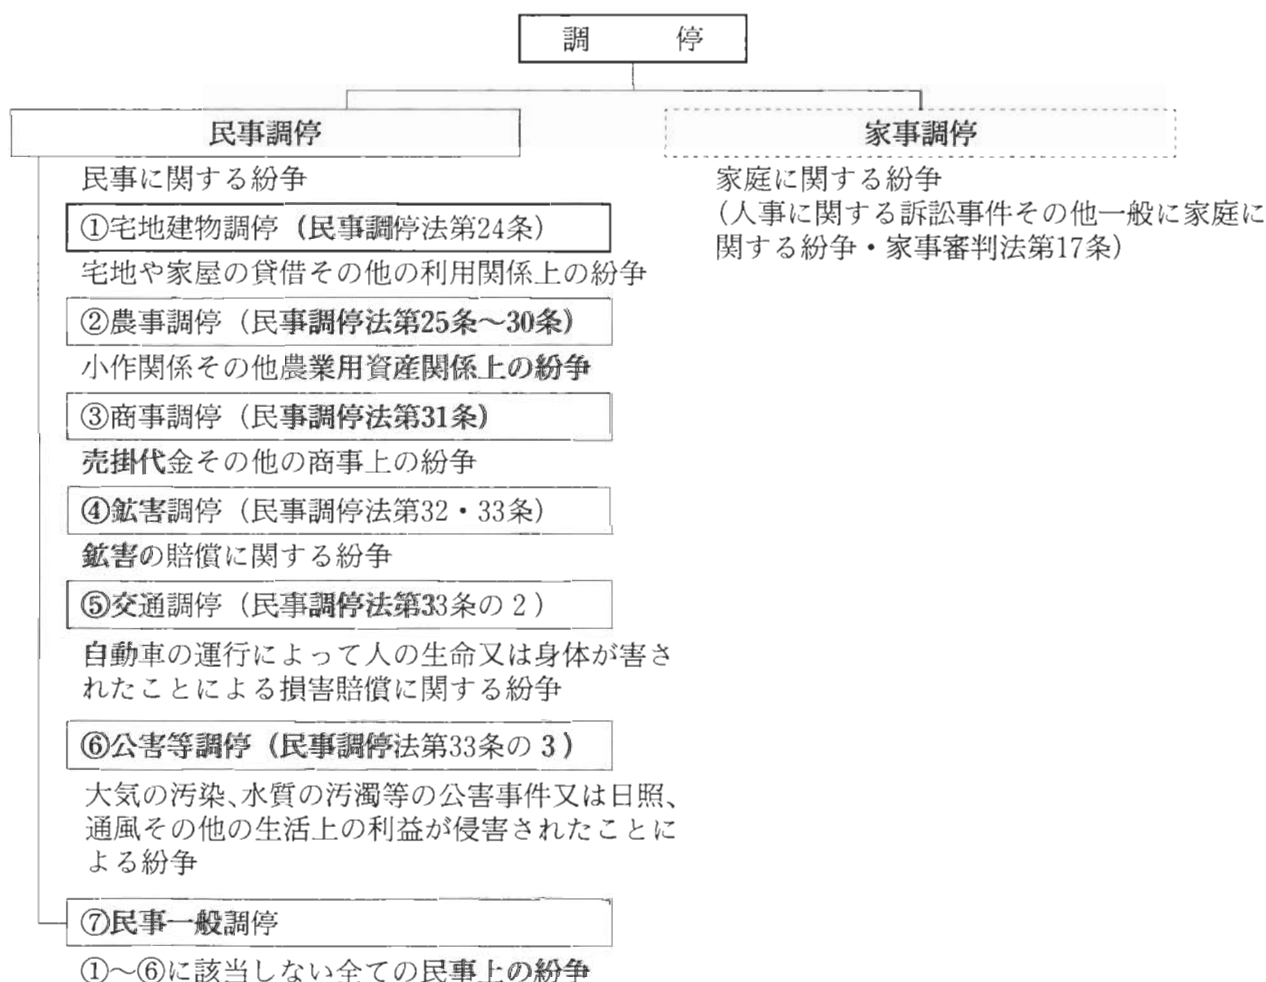 調　　　停
民事調停
民事に関する紛争
①宅地建物調停（民事調停法第24条）
宅地や家屋の貸借その他の利用関係上の紛争
②農事調停（民事調停法第25条～30条）
小作関係その他農業用資産関係上の紛争
③商事調停（民事調停法第31条）
売掛代金その他の商事上の紛争
④鉱害調停（民事調停法第32・33条）
鉱害の賠償に関する紛争
⑤交通調停（民事調停法第33条の２）
自動車の運行によって人の生命又は身体が害さ
れたことによる損害賠償に関する紛争
⑥公害等調停（民事調停法第33条の３）
大気の汚染、水質の汚濁等の公害事件又は日照、
通風その他の生活上の利益が侵害されたことに
よる紛争
⑦民事一般調停
①～⑥に該当しない全ての民事上の紛争
家事調停
家庭に関する紛争
（人事に関する訴訟事件その他一般に家庭に
関する紛争・家事審判法第17条）